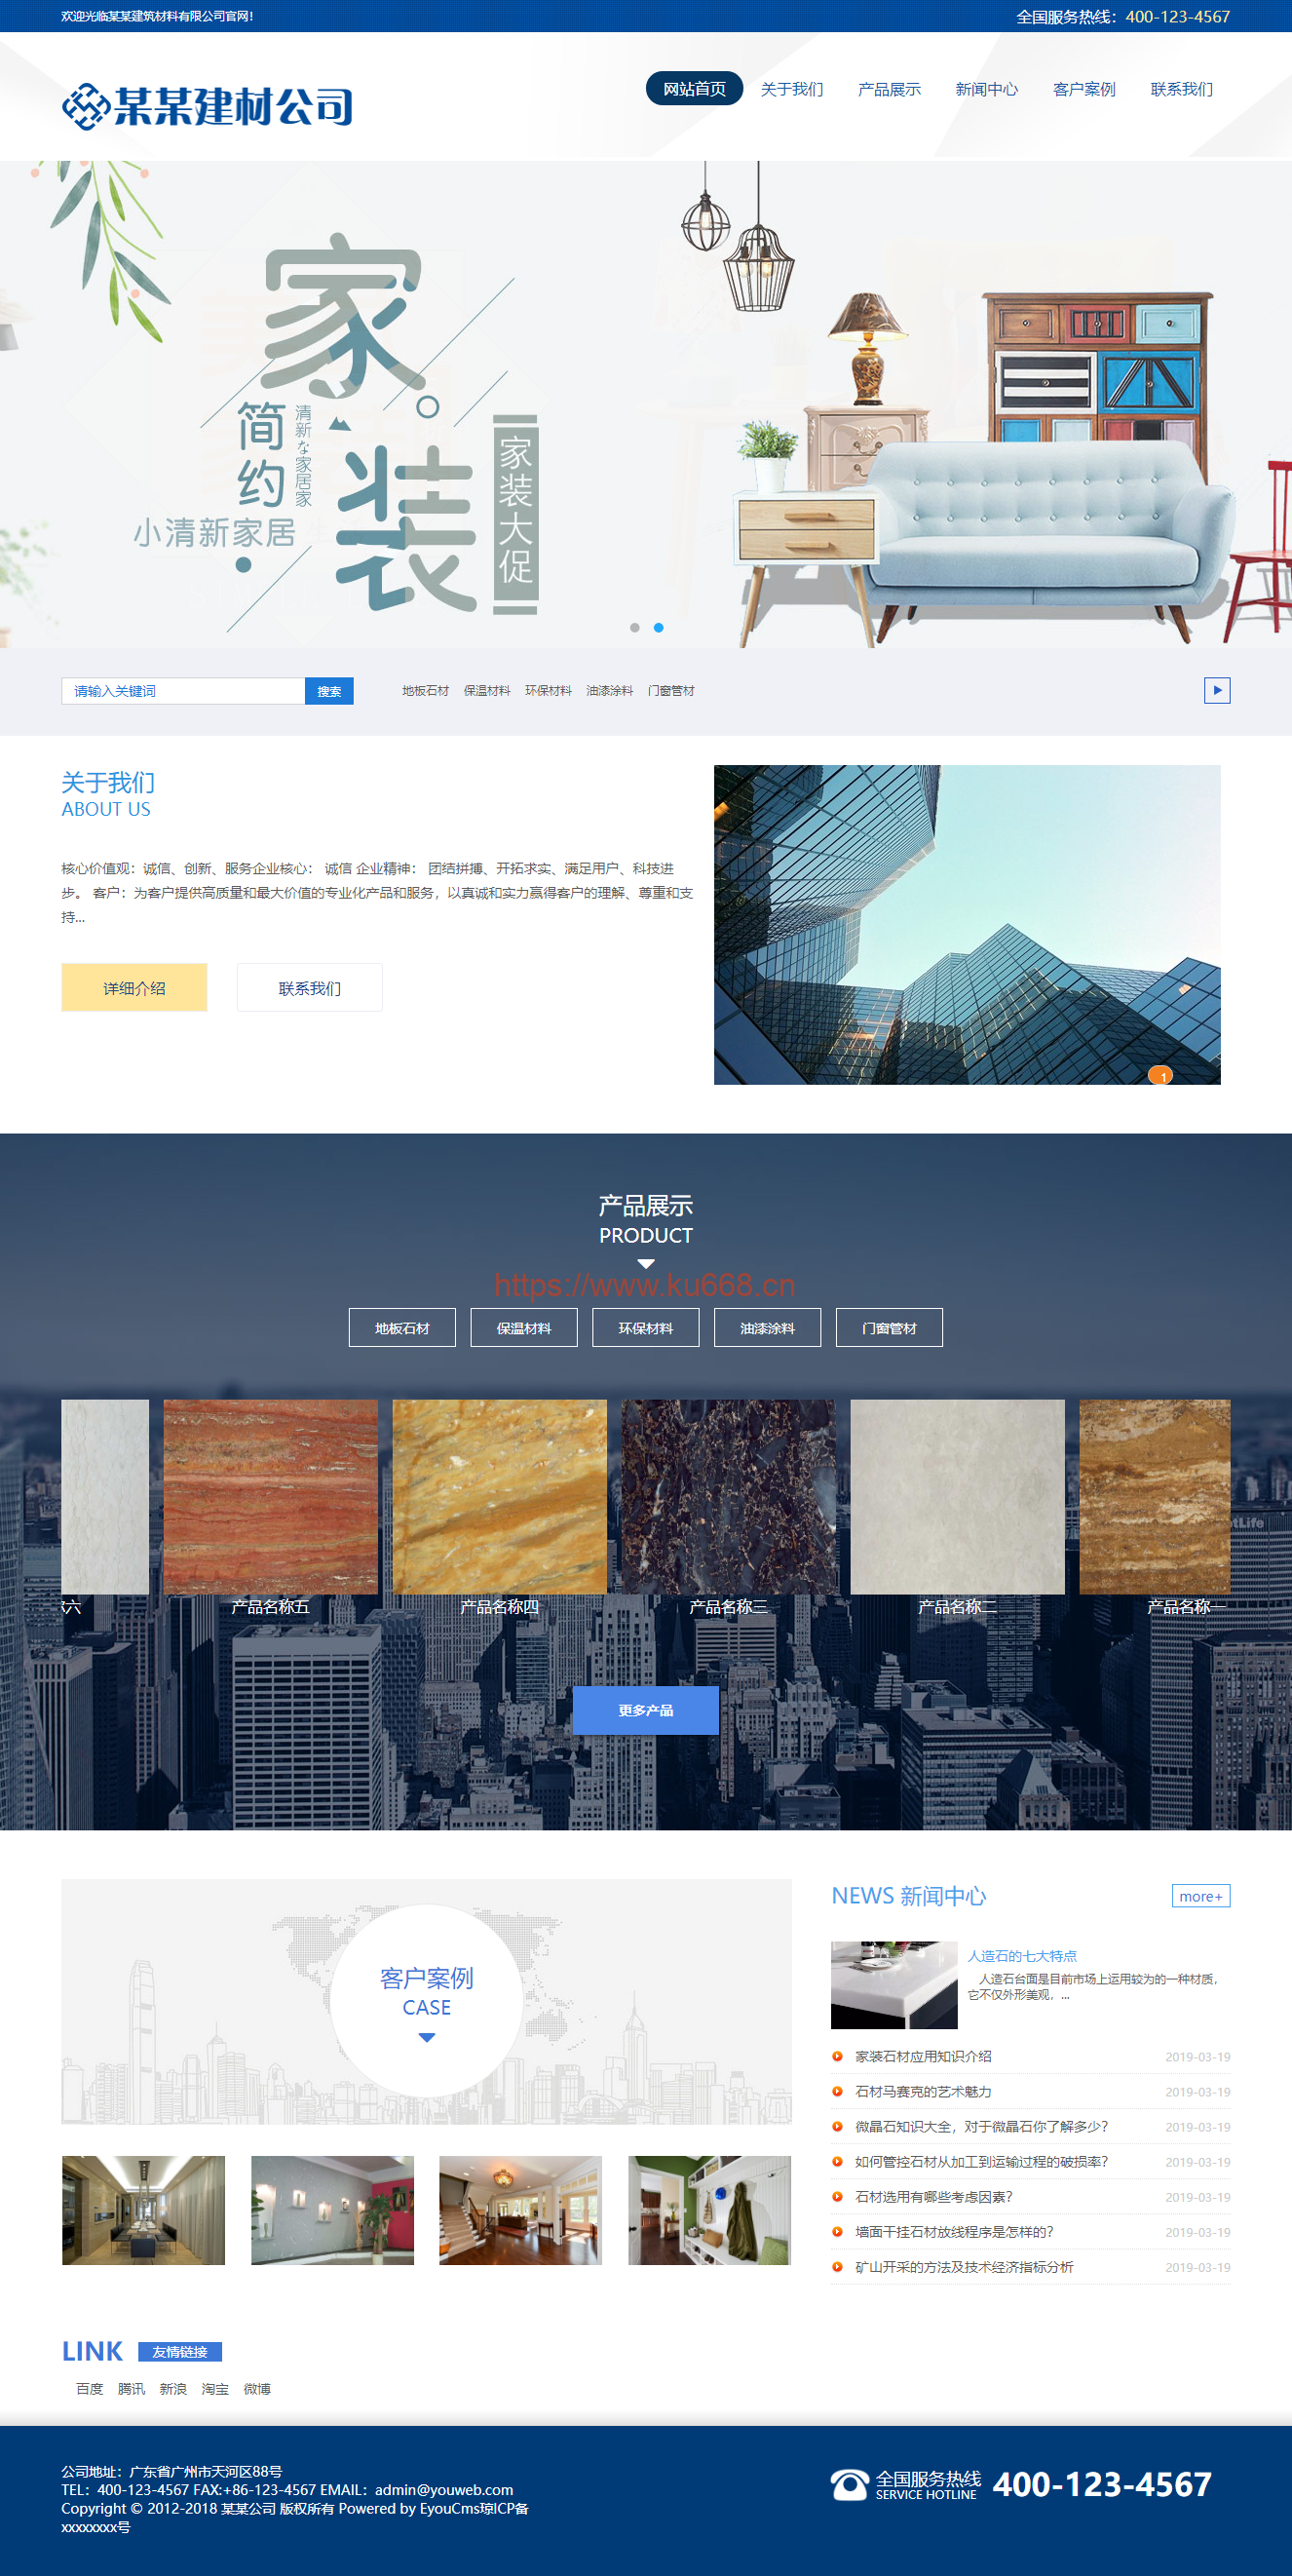 欢迎光临某某建筑材料有限公司官网!
全国服务热线：400-123-4567
某某建材公司
网站首页 关于我们 产品展示 新闻中心 客户案例 联系我们
家。
简约
清新な家居家
装
家装大促
小清新家居
请输入关键词 搜索 地板石材 保温材料 环保材料 油漆涂料 门窗管材
关于我们
ABOUT US
核心价值观：诚信、创新、服务企业核心： 诚信 企业精神： 团结拼搏、开拓求实、满足用户、科技进
步。 客户：为客户提供高质量和最大价值的专业化产品和服务，以真诚和实力赢得客户的理解、尊重和支
持...
详细介绍 联系我们
1
产品展示
PRODUCT
https://www.ku668.cn
地板石材 保温材料 环保材料 油漆涂料 门窗管材
tLife
六 产品名称五 产品名称四 产品名称三 产品名称二 产品名称一
更多产品
客户案例
CASE
NEWS 新闻中心 more+
人造石的七大特点
人造石台面是目前市场上运用较为的一种材质，
它不仅外形美观，...
家装石材应用知识介绍 2019-03-19
石材马赛克的艺术魅力 2019-03-19
微晶石知识大全，对于微晶石你了解多少？ 2019-03-19
如何管控石材从加工到运输过程的破损率？ 2019-03-19
石材选用有哪些考虑因素？ 2019-03-19
墙面干挂石材放线程序是怎样的？ 2019-03-19
矿山开采的方法及技术经济指标分析 2019-03-19
LINK 友情链接
百度 腾讯 新浪 淘宝 微博
公司地址：广东省广州市天河区88号
TEL：400-123-4567 FAX:+86-123-4567 EMAIL：admin@youweb.com
Copyright © 2012-2018 某某公司 版权所有 Powered by EyouCms琼ICP备
xxxxxxxx号
全国服务热线
SERVICE HOTLINE
400-123-4567